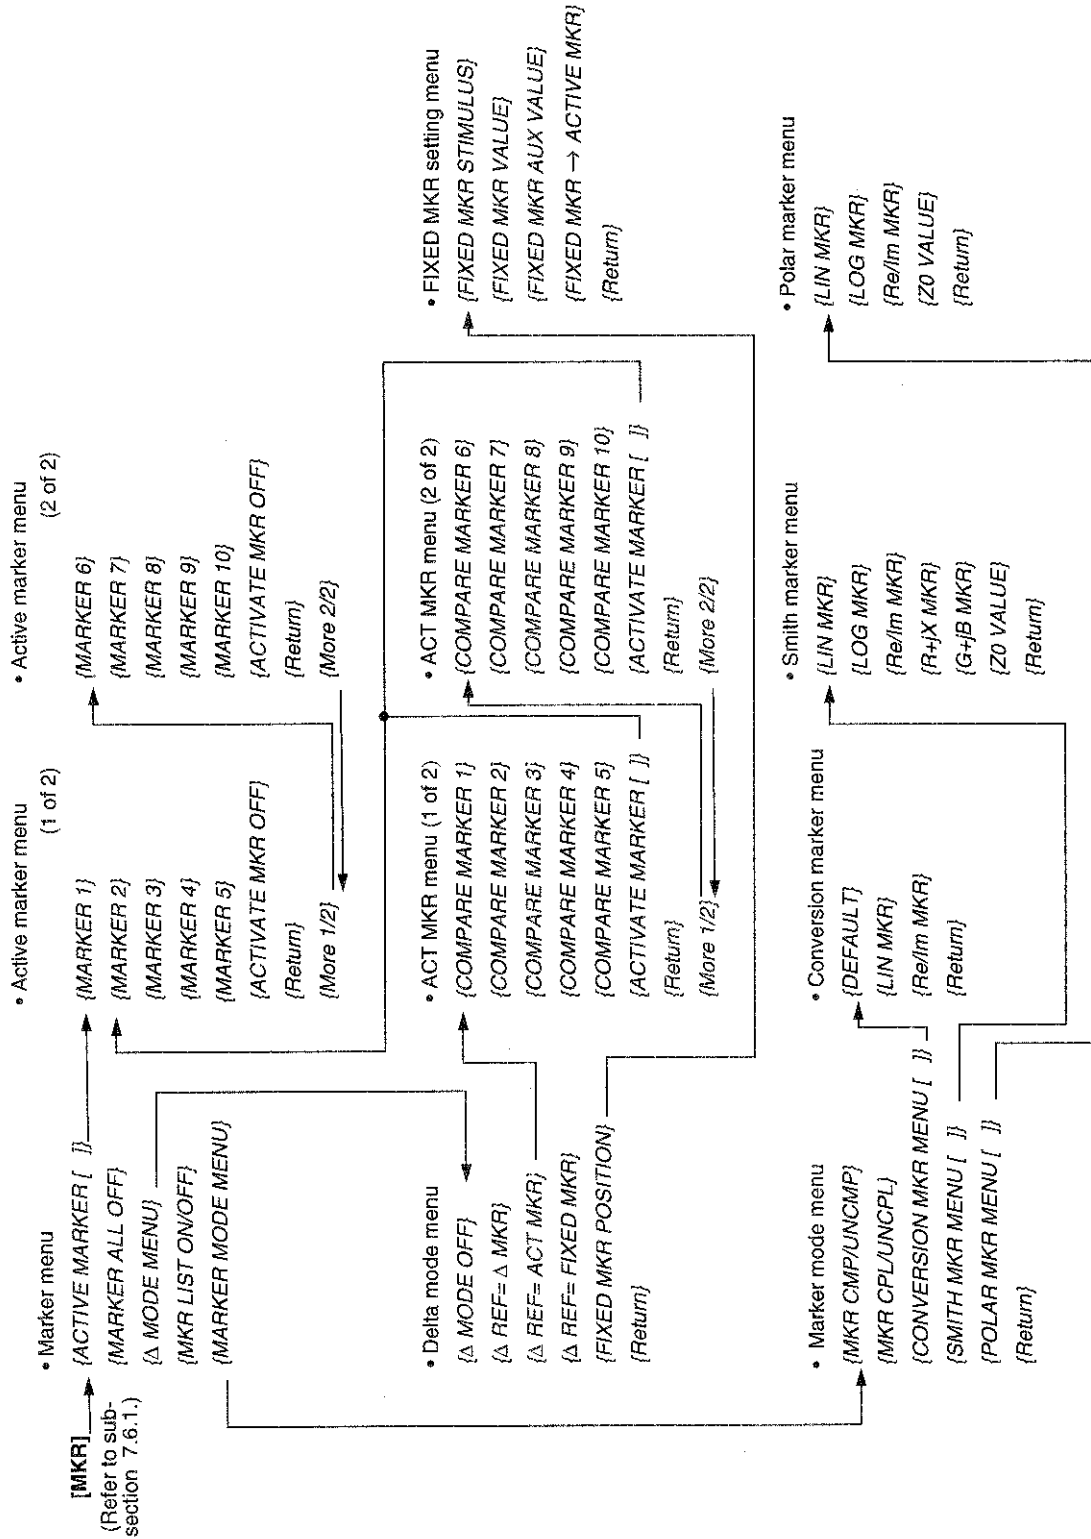 [MKR]
(Refer to sub-
section 7.6.1.)
• Marker menu
{ACTIVE MARKER [ ]}
{MARKER ALL OFF}
{Δ MODE MENU}
{MKR LIST ON/OFF}
{MARKER MODE MENU}
• Active marker menu
(1 of 2)
{MARKER 1}
{MARKER 2}
{MARKER 3}
{MARKER 4}
{MARKER 5}
{ACTIVATE MKR OFF}
{Return}
{More 1/2}
• Active marker menu
(2 of 2)
{MARKER 6}
{MARKER 7}
{MARKER 8}
{MARKER 9}
{MARKER 10}
{ACTIVATE MKR OFF}
{Return}
{More 2/2}
• Delta mode menu
{Δ MODE OFF}
{Δ REF= Δ MKR}
{Δ REF= ACT MKR}
{Δ REF= FIXED MKR}
{FIXED MKR POSITION}
{Return}
• ACT MKR menu (1 of 2)
{COMPARE MARKER 1}
{COMPARE MARKER 2}
{COMPARE MARKER 3}
{COMPARE MARKER 4}
{COMPARE MARKER 5}
{ACTIVATE MARKER [ ]}
{Return}
{More 1/2}
• ACT MKR menu (2 of 2)
{COMPARE MARKER 6}
{COMPARE MARKER 7}
{COMPARE MARKER 8}
{COMPARE MARKER 9}
{COMPARE MARKER 10}
{ACTIVATE MARKER [ ]}
{Return}
{More 2/2}
• FIXED MKR setting menu
{FIXED MKR STIMULUS}
{FIXED MKR VALUE}
{FIXED MKR AUX VALUE}
{FIXED MKR → ACTIVE MKR}
{Return}
• Marker mode menu
{MKR CMP/UNCMP}
{MKR CPL/UNCPL}
{CONVERSION MKR MENU [ ]}
{SMITH MKR MENU [ ]}
{POLAR MKR MENU [ ]}
{Return}
• Conversion marker menu
{DEFAULT}
{LIN MKR}
{Re/Im MKR}
{Return}
• Smith marker menu
{LIN MKR}
{LOG MKR}
{Re/Im MKR}
{R+jX MKR}
{G+jB MKR}
{Z0 VALUE}
{Return}
• Polar marker menu
{LIN MKR}
{LOG MKR}
{Re/Im MKR}
{Z0 VALUE}
{Return}